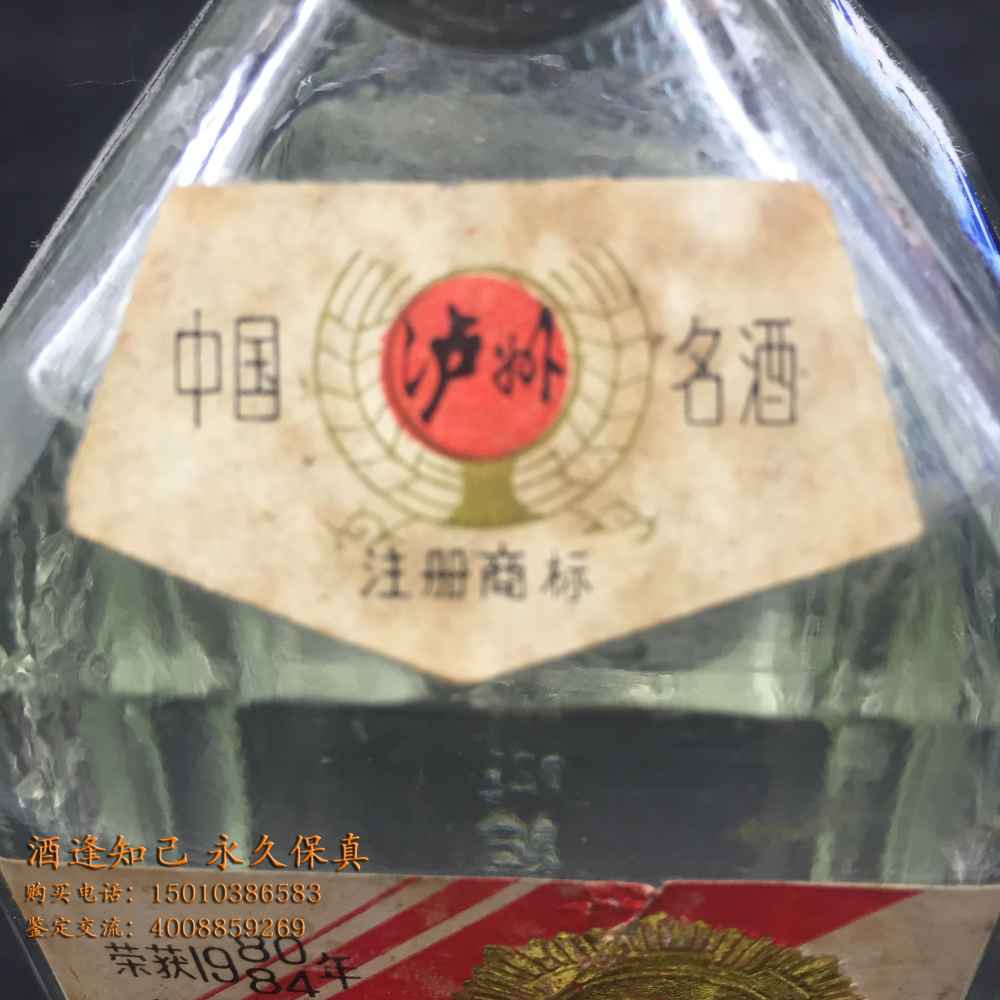 中国 泸州 名酒
注册商标
酒逢知己 永久保真
购买电话: 15010386583
鉴定交流: 4008859269
荣获1980
84年